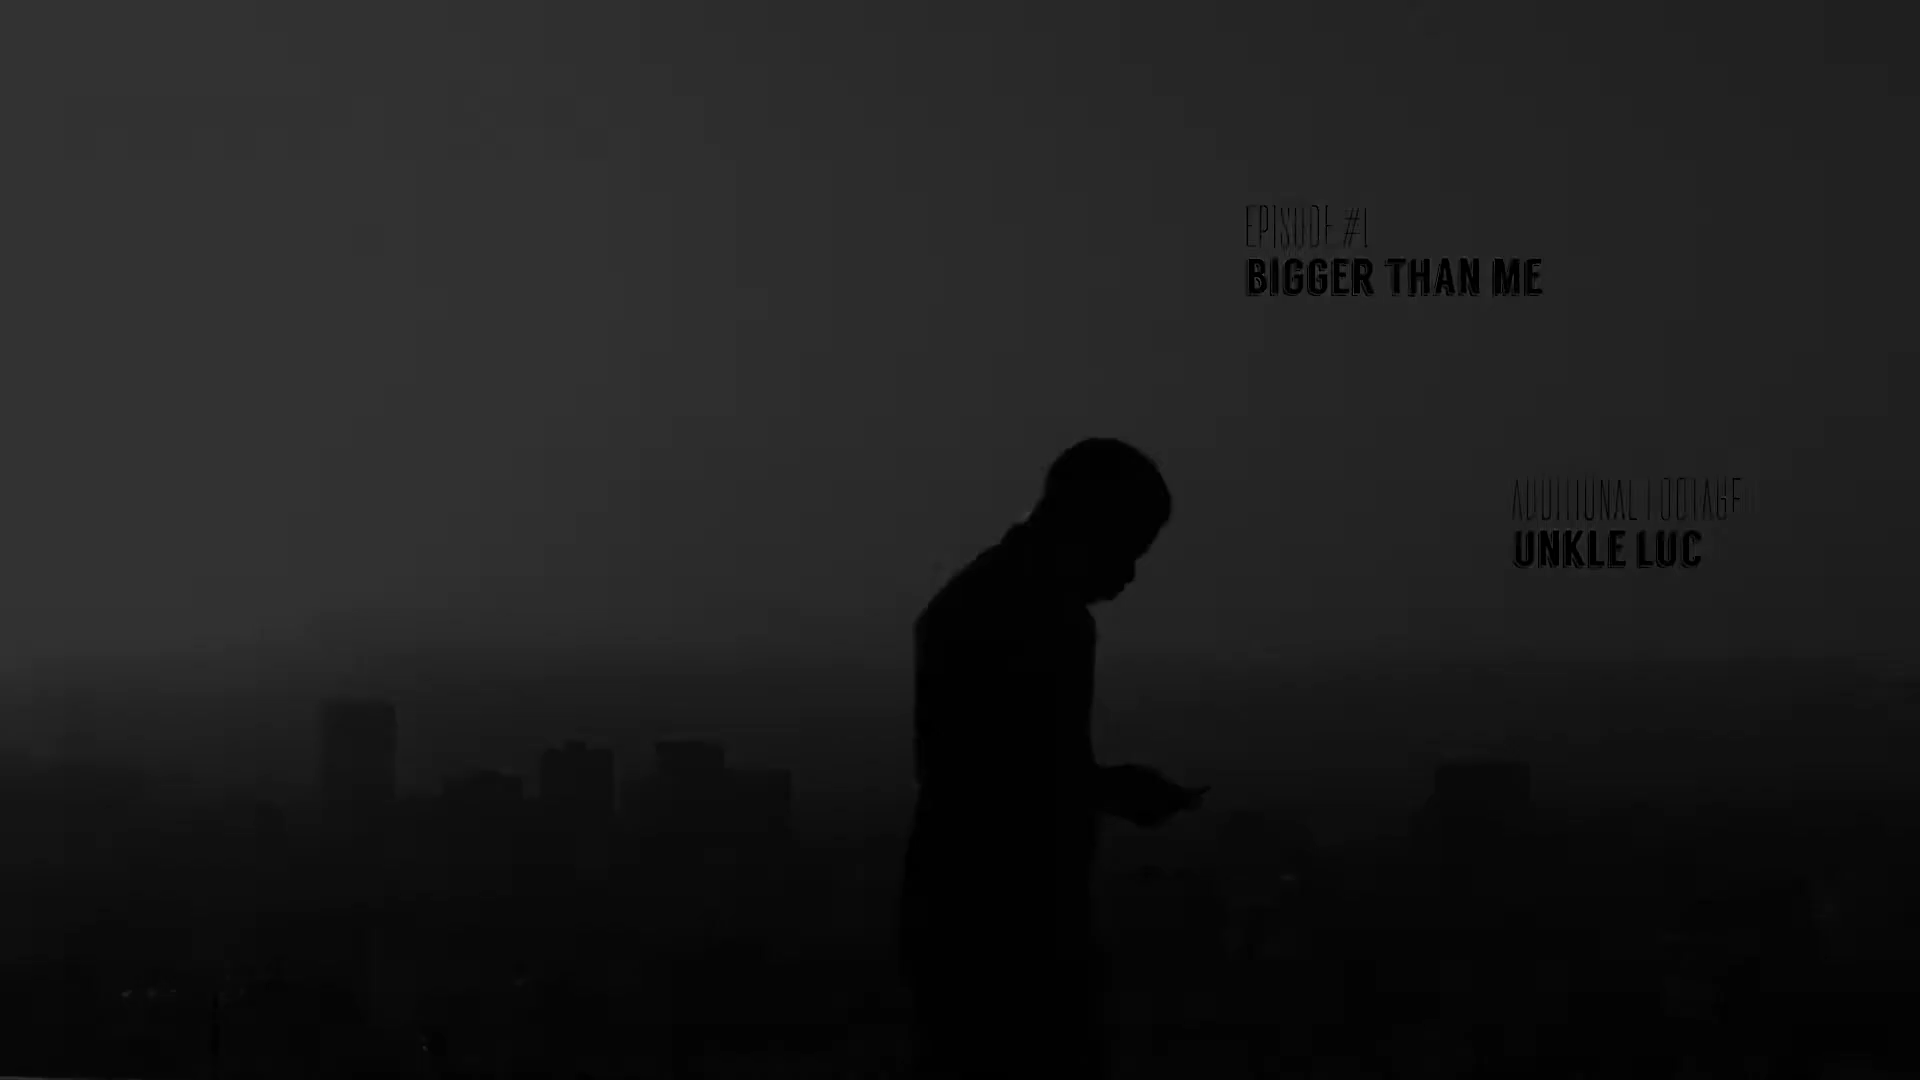 EPISODE #1
BIGGER THAN ME
ADDITIONAL FOOTAGE
UNKLE LUC